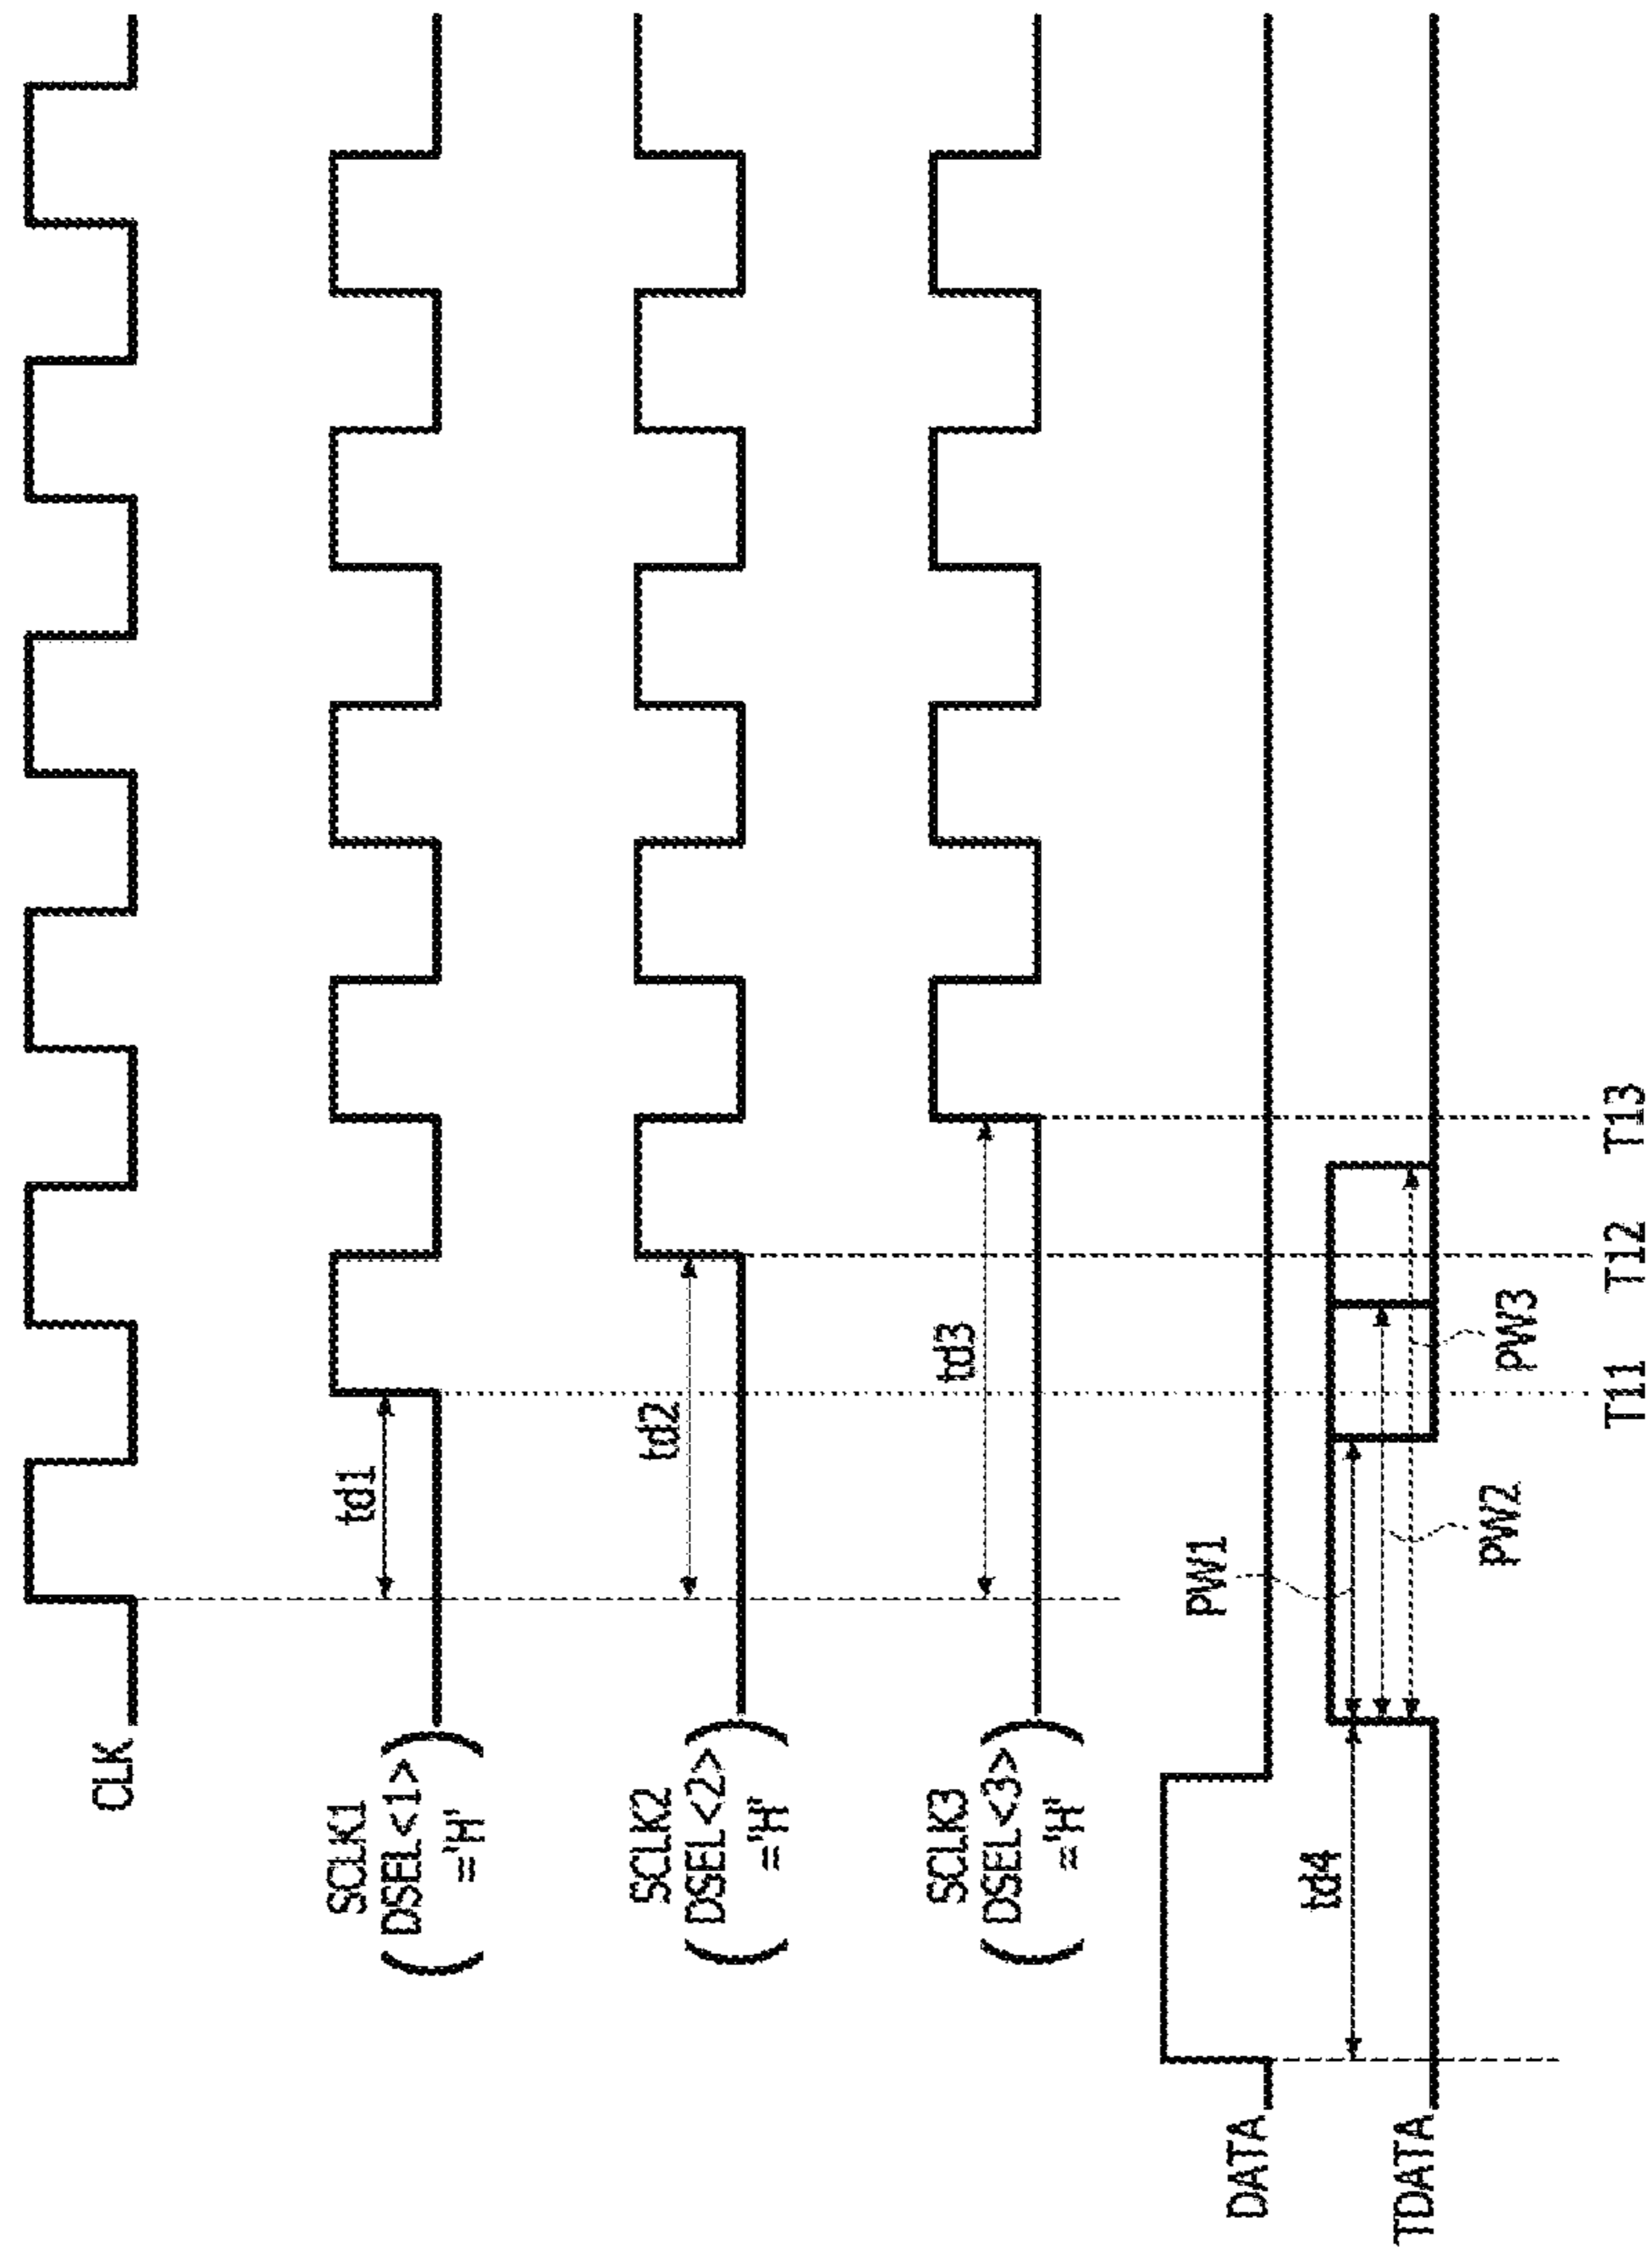 CLK
SCLK1
(DSEL<1>
='H')
td1
SCLK2
(DSEL<2>
='H')
td2
SCLK3
(DSEL<3>
='H')
td3
DATA
PW1
TDATA
td4
PW2
PW3
T11
T12
T13